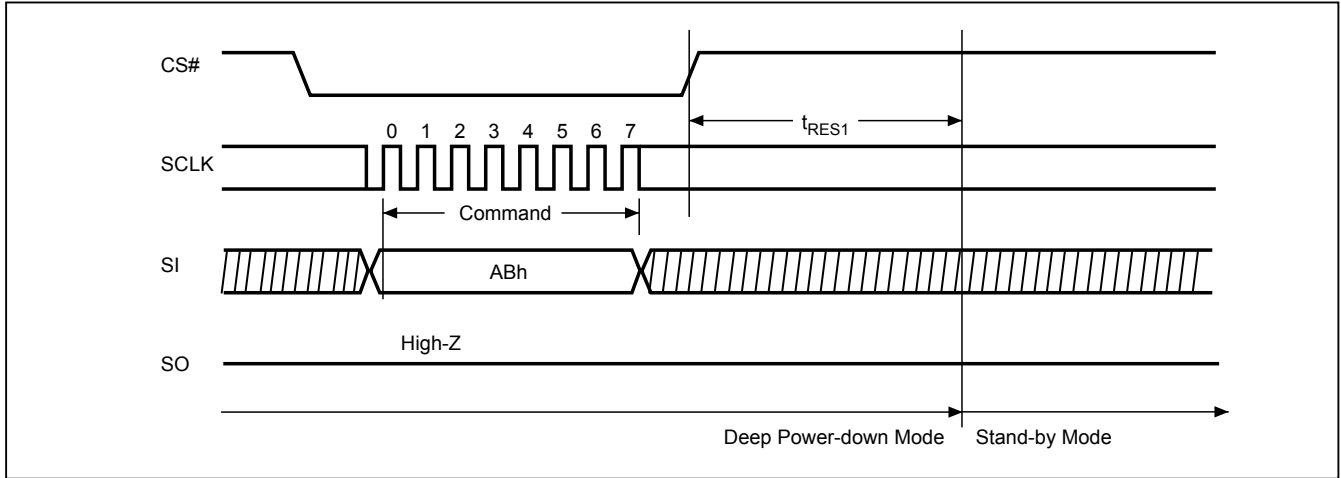 CS#
tRES1
0 1 2 3 4 5 6 7
SCLK
Command
SI
ABh
High-Z
SO
Deep Power-down Mode Stand-by Mode